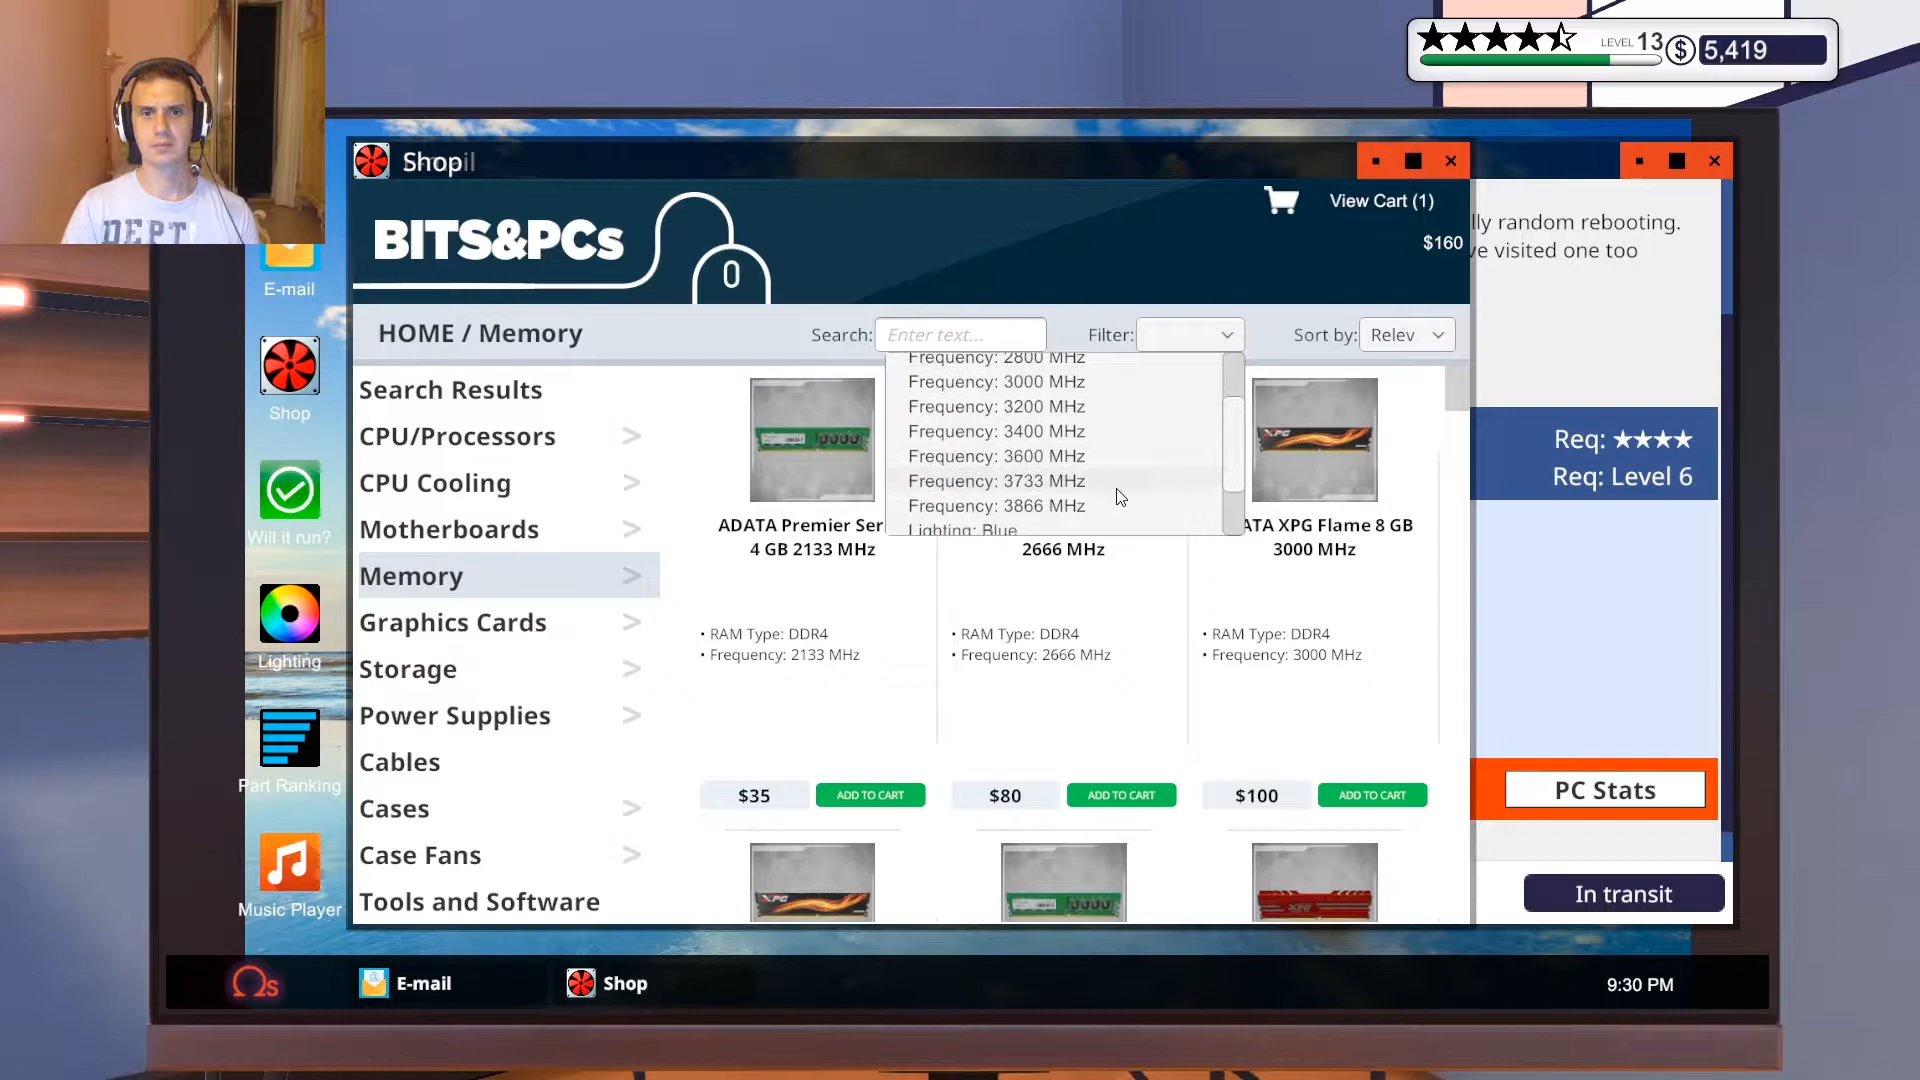 LEVEL 13 $ 5,419
DEPT
Shop
View Cart (1)
$160
BITS&PCs
lly random rebooting.
ve visited one too
E-mail
Shop
Will it run?
Lighting
Part Ranking
Music Player
HOME / Memory
Search: Enter text...
Filter:
Sort by: Relev
Frequency: 2800 MHz
Frequency: 3000 MHz
Frequency: 3200 MHz
Frequency: 3400 MHz
Frequency: 3600 MHz
Frequency: 3733 MHz
Frequency: 3866 MHz
Lighting: Blue
Search Results
CPU/Processors >
CPU Cooling >
Motherboards >
Memory >
Graphics Cards >
Storage >
Power Supplies >
Cables
Cases >
Case Fans >
Tools and Software
XPG
ADATA Premier Ser
4 GB 2133 MHz
• RAM Type: DDR4
• Frequency: 2133 MHz
$35 ADD TO CART
2666 MHz
• RAM Type: DDR4
• Frequency: 2666 MHz
$80 ADD TO CART
ATA XPG Flame 8 GB
3000 MHz
• RAM Type: DDR4
• Frequency: 3000 MHz
$100 ADD TO CART
XPG
XPG
Req: ★★★★
Req: Level 6
PC Stats
In transit
Ωs
E-mail
Shop
9:30 PM